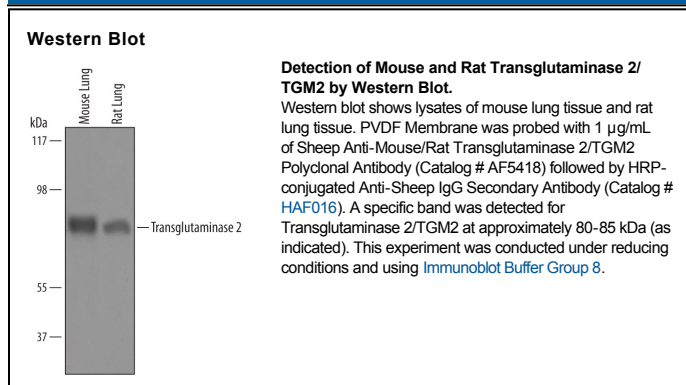 Western Blot
Mouse Lung
Rat Lung
kDa
117
98
Transglutaminase 2
55
37
Detection of Mouse and Rat Transglutaminase 2/
TGM2 by Western Blot.
Western blot shows lysates of mouse lung tissue and rat
lung tissue. PVDF Membrane was probed with 1 µg/mL
of Sheep Anti-Mouse/Rat Transglutaminase 2/TGM2
Polyclonal Antibody (Catalog # AF5418) followed by HRP-
conjugated Anti-Sheep IgG Secondary Antibody (Catalog #
HAF016). A specific band was detected for
Transglutaminase 2/TGM2 at approximately 80-85 kDa (as
indicated). This experiment was conducted under reducing
conditions and using Immunoblot Buffer Group 8.